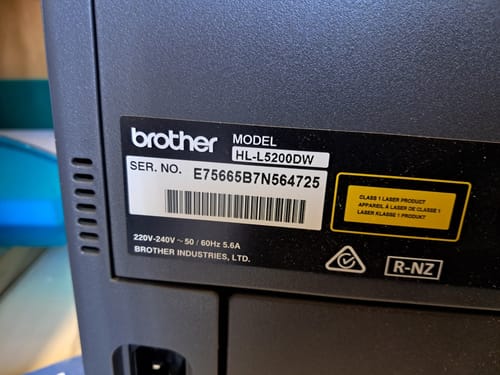 brother MODEL
HL-L5200DW
SER. NO. E75665B7N564725
CLASS 1 LASER PRODUCT
APPAREIL À LASER DE CLASSE 1
LASER KLASSE 1 PRODUKT
220V-240V ~ 50 / 60Hz 5.6A
BROTHER INDUSTRIES, LTD.
R-NZ